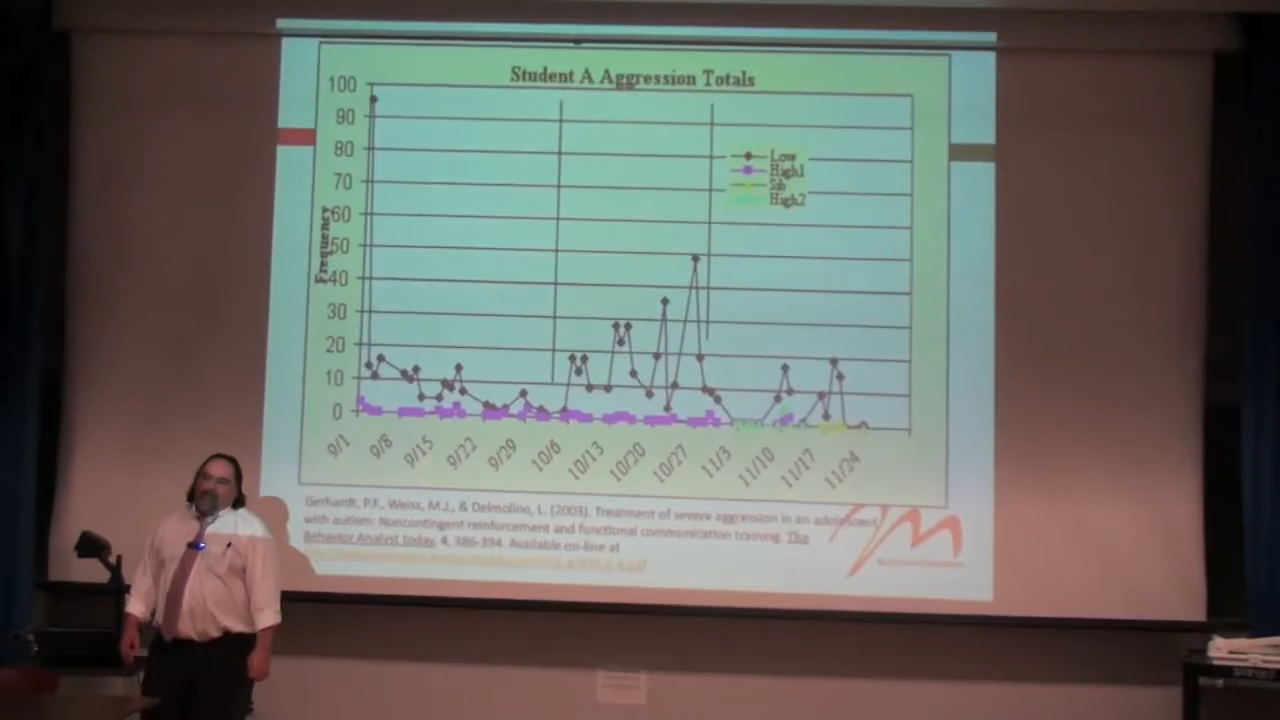 Student A Aggression Totals
100
90
80
70
60
50
40
30
20
10
0
Frequency
Low
High1
Sib
High2
9/1
9/8
9/15
9/22
9/29
10/6
10/13
10/20
10/27
11/3
11/10
11/17
11/24
Gerhardt, P.F., Weiss, M.J., & Delmolino, L. (2003). Treatment of severe aggression in an adolescent
with autism: Noncontingent reinforcement and functional communication training. The
Behavior Analyst today, 4, 386-394. Available on-line at